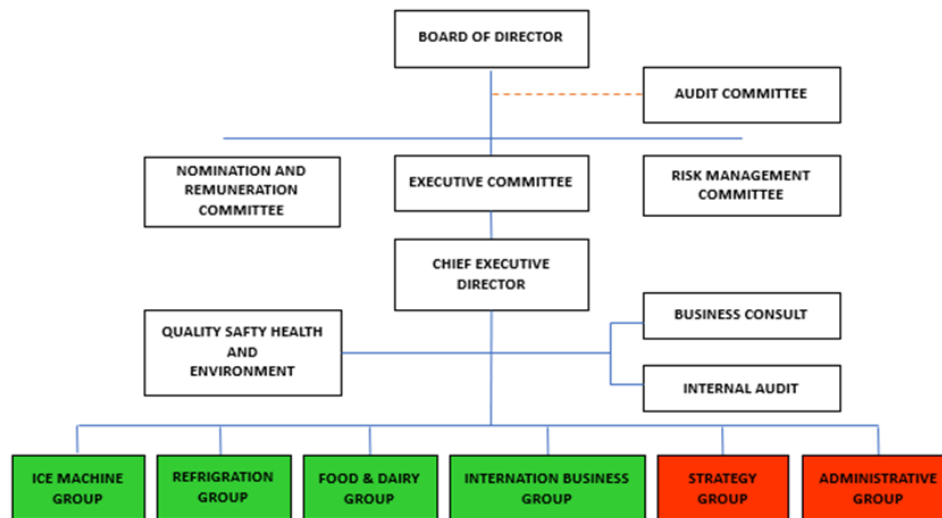 BOARD OF DIRECTOR
AUDIT COMMITTEE
NOMINATION AND
REMUNERATION
COMMITTEE
EXECUTIVE COMMITTEE
RISK MANAGEMENT
COMMITTEE
CHIEF EXECUTIVE
DIRECTOR
QUALITY SAFTY HEALTH
AND
ENVIRONMENT
BUSINESS CONSULT
INTERNAL AUDIT
ICE MACHINE
GROUP
REFRIGRATION
GROUP
FOOD & DAIRY
GROUP
INTERNATION BUSINESS
GROUP
STRATEGY
GROUP
ADMINISTRATIVE
GROUP